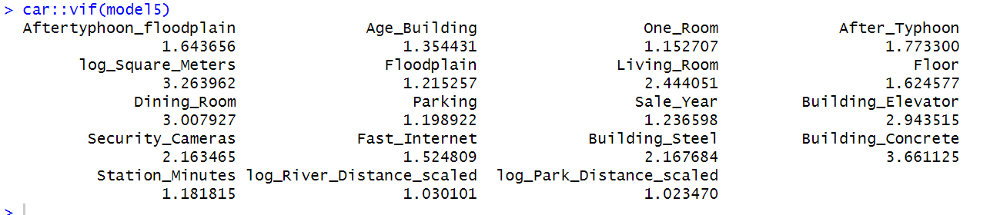 > car::vif(model5)
Aftertyphoon_floodplain Age_Building One_Room After_Typhoon
1.643656 1.354431 1.152707 1.773300
log_Square_Meters Floodplain Living_Room Floor
3.263962 1.215257 2.444051 1.624577
Dining_Room Parking Sale_Year Building_Elevator
3.007927 1.198922 1.236598 2.943515
Security_Cameras Fast_Internet Building_Steel Building_Concrete
2.163465 1.524809 2.167684 3.661125
Station_Minutes log_River_Distance_scaled log_Park_Distance_scaled
1.181815 1.030101 1.023470
>